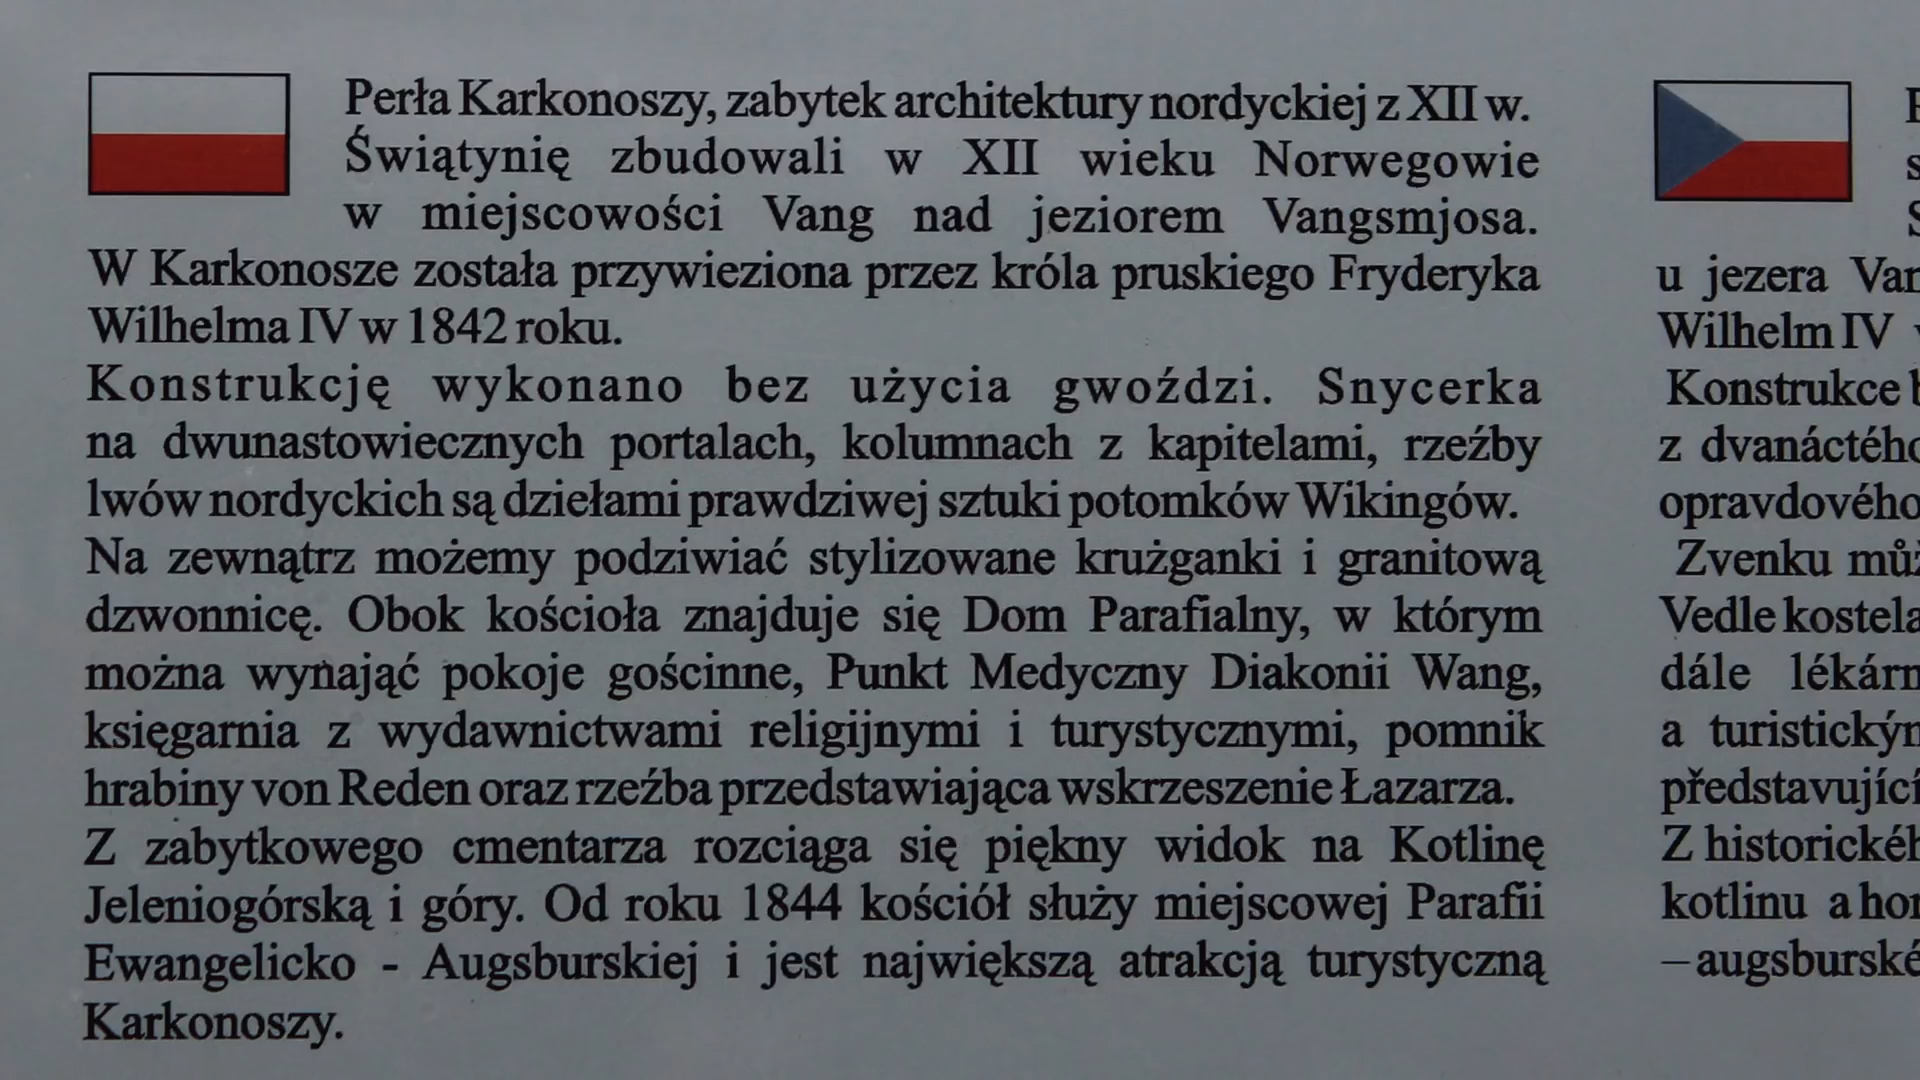 Perła Karkonoszy, zabytek architektury nordyckiej z XII w.
Świątynię zbudowali w XII wieku Norwegowie
w miejscowości Vang nad jeziorem Vangsmjosa.
W Karkonosze została przywieziona przez króla pruskiego Fryderyka
Wilhelma IV w 1842 roku.
Konstrukcję wykonano bez użycia gwoździ. Snycerka
na dwunastowiecznych portalach, kolumnach z kapitelami, rzeźby
lwów nordyckich są dziełami prawdziwej sztuki potomków Wikingów.
Na zewnątrz możemy podziwiać stylizowane krużganki i granitową
dzwonnicę. Obok kościoła znajduje się Dom Parafialny, w którym
można wynająć pokoje gościnne, Punkt Medyczny Diakonii Wang,
księgarnia z wydawnictwami religijnymi i turystycznymi, pomnik
hrabiny von Reden oraz rzeźba przedstawiająca wskrzeszenie Łazarza.
Z zabytkowego cmentarza rozciąga się piękny widok na Kotlinę
Jeleniogórską i góry. Od roku 1844 kościół służy miejscowej Parafii
Ewangelicko - Augsburskiej i jest największą atrakcją turystyczną
Karkonoszy.
u jezera
Wilhelm IV
Konstrukce
z dvanáctého
opravdového
Zvenku
Vedle kostela
dále
a
představující
Z
kotlinu a
– augsburské